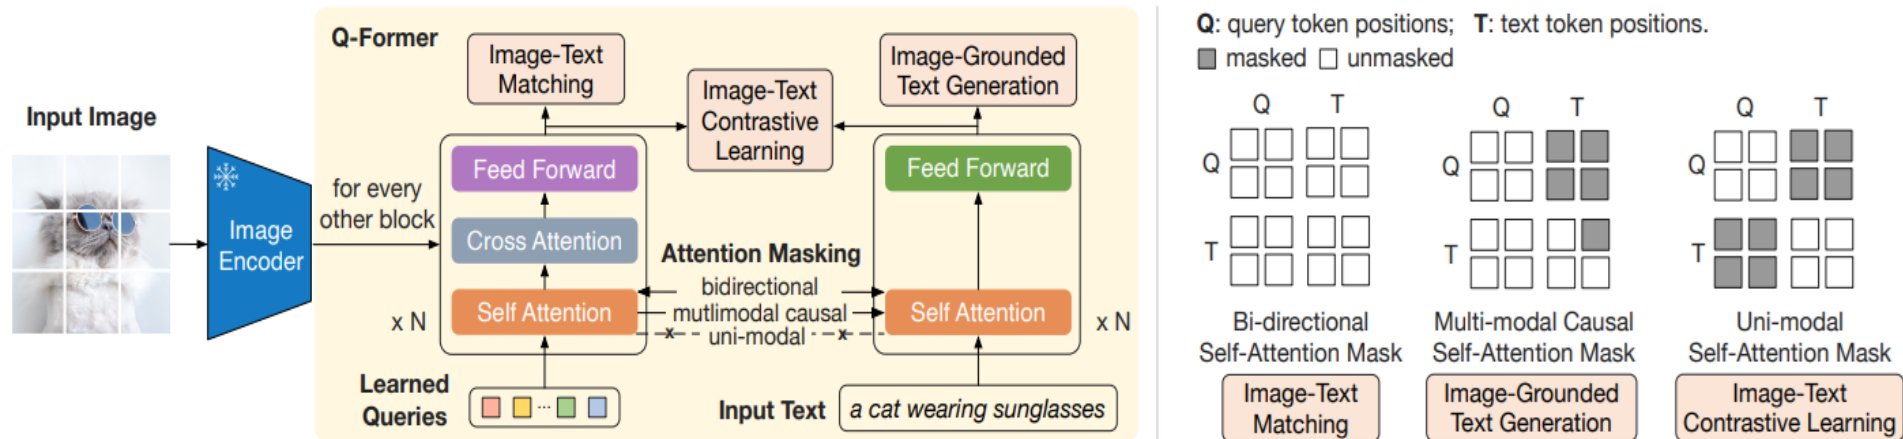 Q-Former
Input Image
Image
Encoder
for every
other block
Image-Text
Matching
Image-Text
Contrastive
Learning
Image-Grounded
Text Generation
Feed Forward
Cross Attention
Self Attention
x N
Attention Masking
bidirectional
mutlimodal causal
x uni-modal x
Feed Forward
Self Attention
x N
Learned
Queries
...
Input Text
a cat wearing sunglasses
Q: query token positions; T: text token positions.
masked unmasked
Q T
Q
T
Bi-directional
Self-Attention Mask
Image-Text
Matching
Q T
Q
T
Multi-modal Causal
Self-Attention Mask
Image-Grounded
Text Generation
Q T
Q
T
Uni-modal
Self-Attention Mask
Image-Text
Contrastive Learning